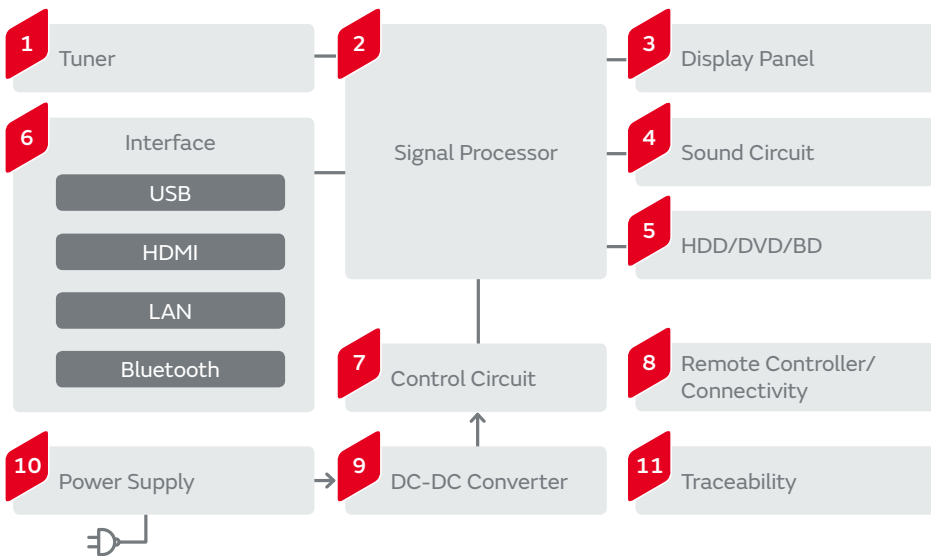 1
Tuner
2
Signal Processor
3
Display Panel
4
Sound Circuit
5
HDD/DVD/BD
6
Interface
USB
HDMI
LAN
Bluetooth
7
Control Circuit
8
Remote Controller/
Connectivity
9
DC-DC Converter
10
Power Supply
11
Traceability